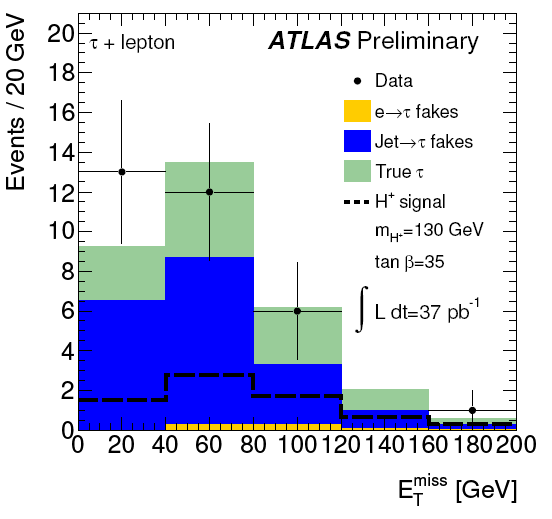 τ + lepton
ATLAS Preliminary
Data
e→τ fakes
Jet→τ fakes
True τ
H⁺ signal
m_H⁺=130 GeV
tan β=35
∫ L dt=37 pb⁻¹
Events / 20 GeV
20
18
16
14
12
10
8
6
4
2
0
0 20 40 60 80 100 120 140 160 180 200
E_T^miss [GeV]